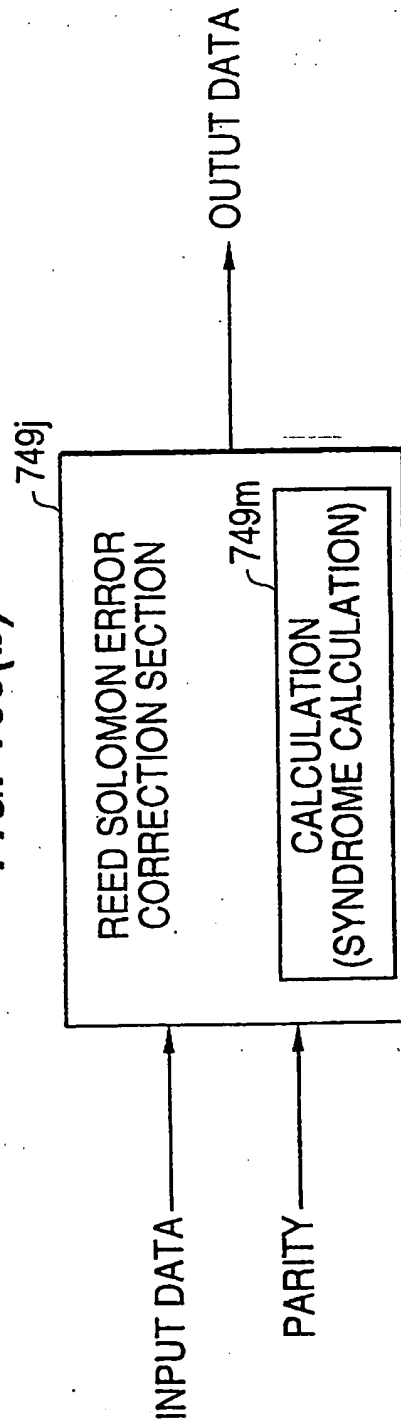 749j
REED SOLOMON ERROR
CORRECTION SECTION
749m
CALCULATION
(SYNDROME CALCULATION)
INPUT DATA
PARITY
OUTUT DATA